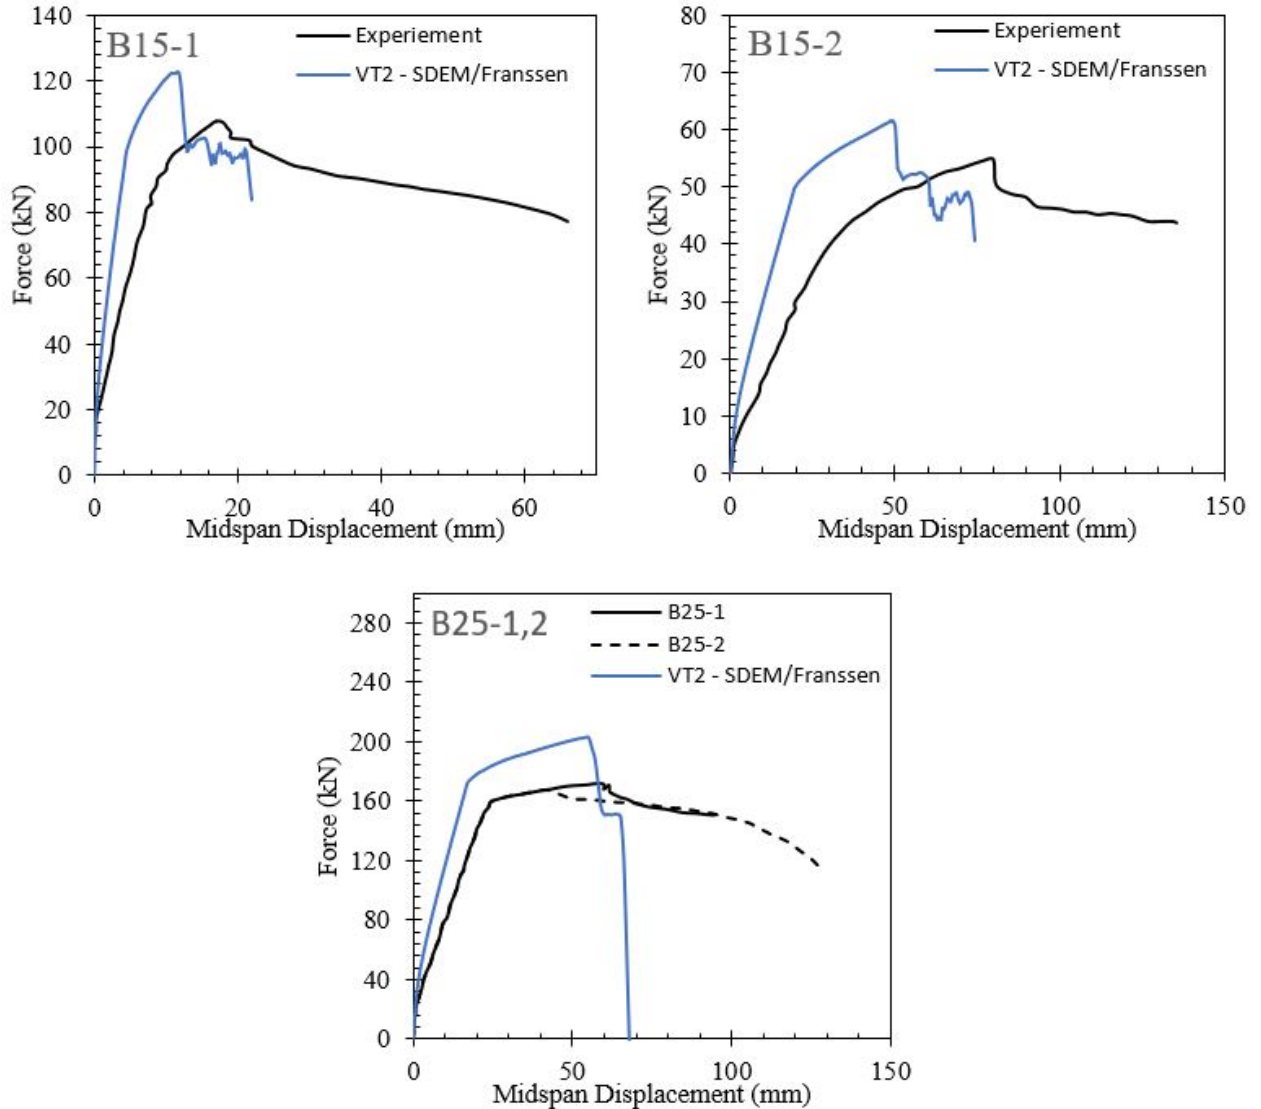 B15-1
Experiement
VT2 - SDEM/Franssen
140
120
100
80
60
40
20
0
Force (kN)
0 20 40 60
Midspan Displacement (mm)
B15-2
Experiement
VT2 - SDEM/Franssen
80
70
60
50
40
30
20
10
0
Force (kN)
0 50 100 150
Midspan Displacement (mm)
B25-1,2
B25-1
B25-2
VT2 - SDEM/Franssen
280
240
200
160
120
80
40
0
Force (kN)
0 50 100 150
Midspan Displacement (mm)